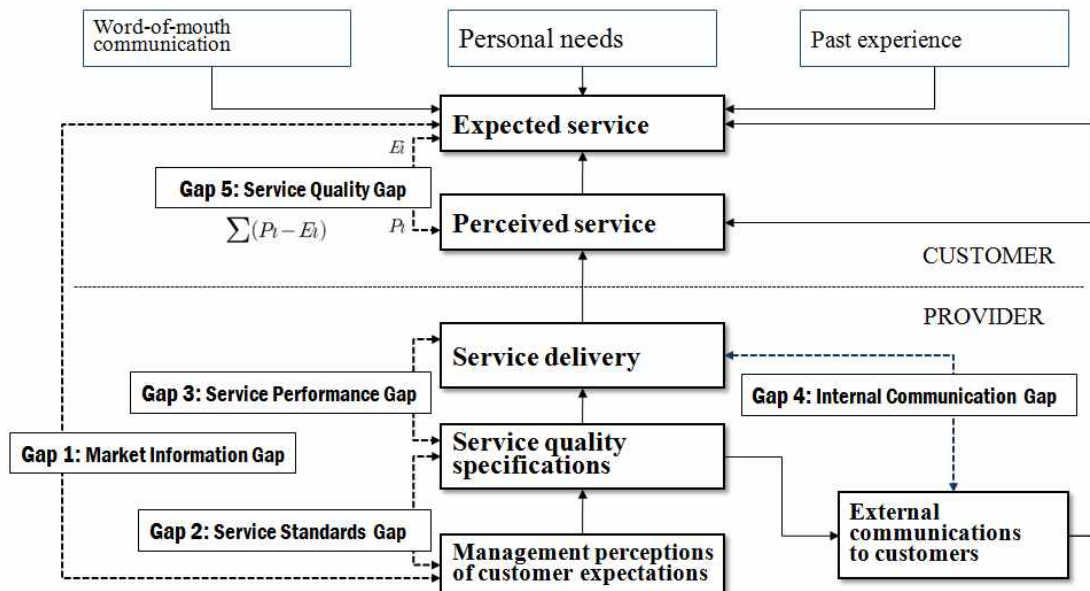 Word-of-mouth
communication
Personal needs
Past experience
Expected service
Ei
Gap 5: Service Quality Gap
∑(Pi − Ei)
Pi
Perceived service
CUSTOMER
PROVIDER
Service delivery
Gap 3: Service Performance Gap
Gap 4: Internal Communication Gap
Gap 1: Market Information Gap
Service quality
specifications
Gap 2: Service Standards Gap
External
communications
to customers
Management perceptions
of customer expectations